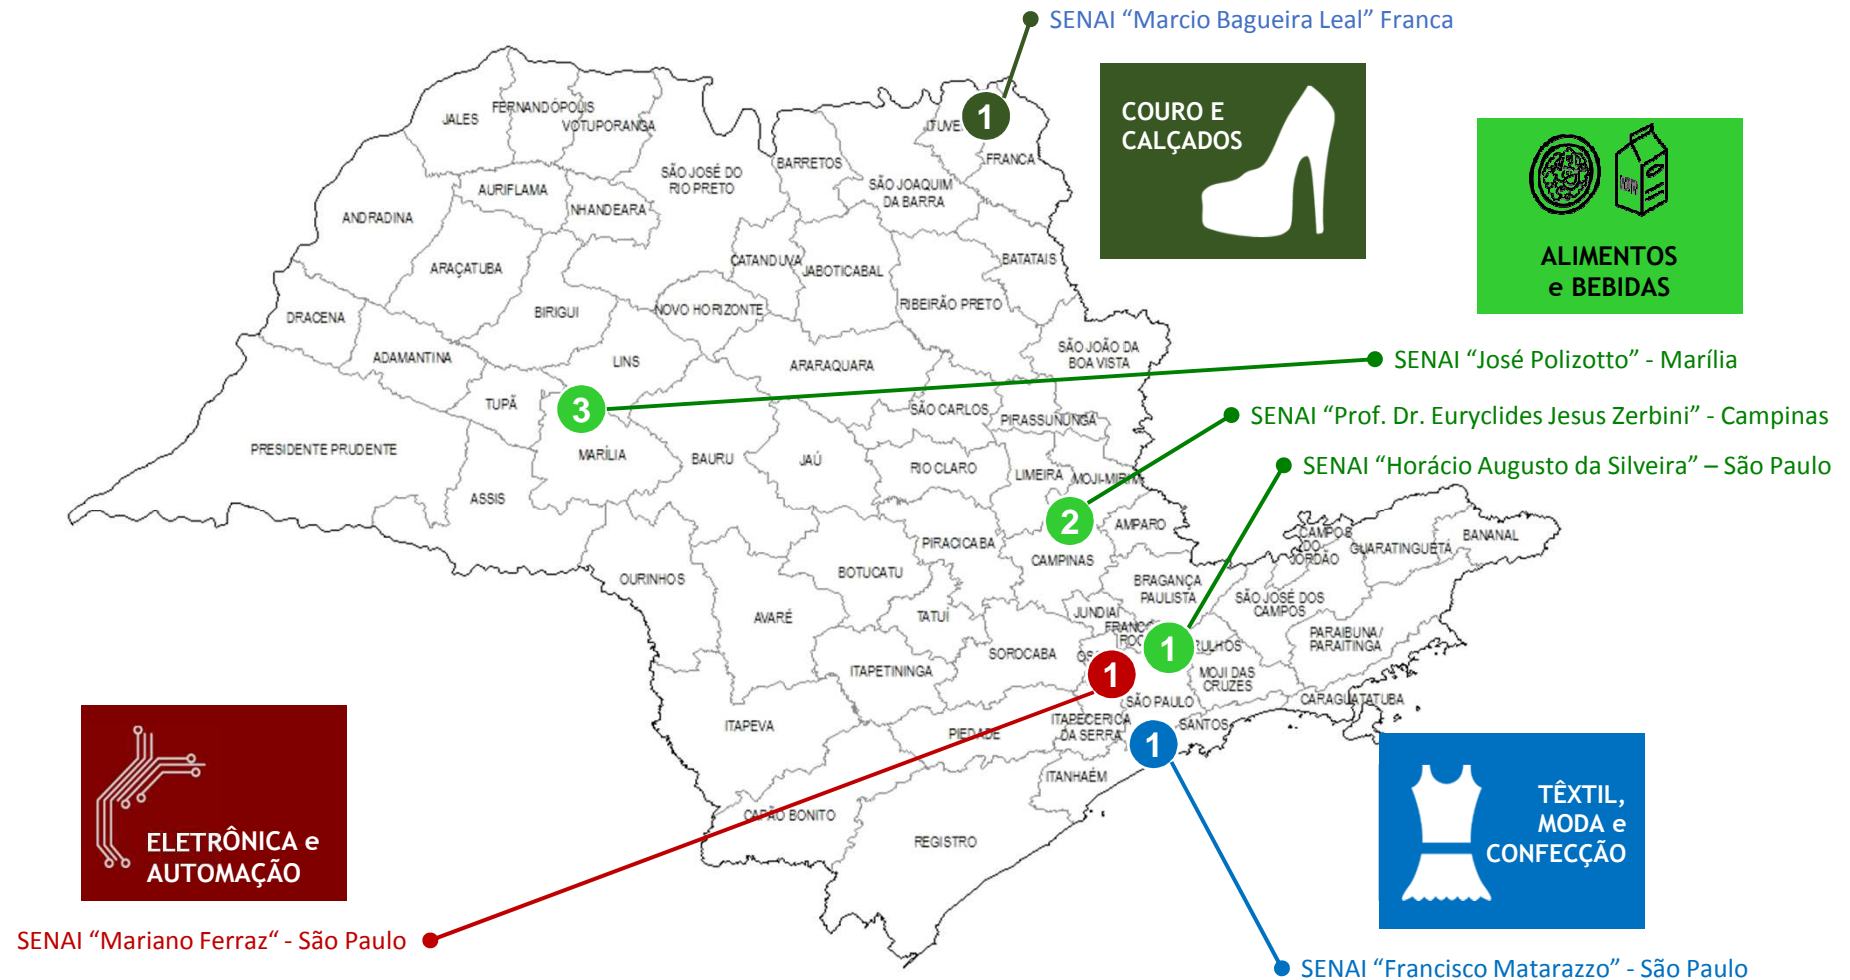 SENAI “Marcio Bagueira Leal” Franca
COURO E
CALÇADOS
ALIMENTOS
e BEBIDAS
JALES
FERNANDÓPOLIS
VOTUPORANGA
ITUVE
1
FRANCA
BARRETOS
SÃO JOSÉ DO
RIO PRETO
SÃO JOAQUIM
DA BARRA
AURIFLAMA
NHANDEARA
ANDRADINA
ARAÇATUBA
CATANDUVA
JABOTICABAL
BATATAIS
BIRIGUI
NOVO HORIZONTE
RIBEIRÃO PRETO
DRACENA
ADAMANTINA
LINS
ARARAQUARA
SÃO JOÃO DA
BOA VISTA
SENAI “José Polizotto” - Marília
TUPÃ
3
SÃO CARLOS
PIRASSUNUNGA
SENAI “Prof. Dr. Euryclides Jesus Zerbini” - Campinas
PRESIDENTE PRUDENTE
MARÍLIA
BAURU
JAÚ
RIO CLARO
LIMEIRA
MOJI-MIRIM
SENAI “Horácio Augusto da Silveira” – São Paulo
ASSIS
2
AMPARO
PIRACICABA
CAMPINAS
CAMPOS
DO
JORDÃO
GUARATINGUETÁ
BANANAL
OURINHOS
BOTUCATU
BRAGANÇA
PAULISTA
SÃO JOSÉ DOS
CAMPOS
AVARÉ
TATUÍ
JUNDIAÍ
FRANCO
ROC
1
RULHOS
PARAIBUNA/
PARAITINGA
SOROCABA
OS
ITAPETININGA
1
MOJI DAS
CRUZES
SÃO PAULO
CARAGUATATUBA
ITAPEVA
PIEDADE
ITAPECERICA
DA SERRA
SANTOS
1
ITANHAÉM
CAPÃO BONITO
REGISTRO
ELETRÔNICA e
AUTOMAÇÃO
TÊXTIL,
MODA e
CONFECÇÃO
SENAI “Mariano Ferraz“ - São Paulo
SENAI “Francisco Matarazzo” - São Paulo